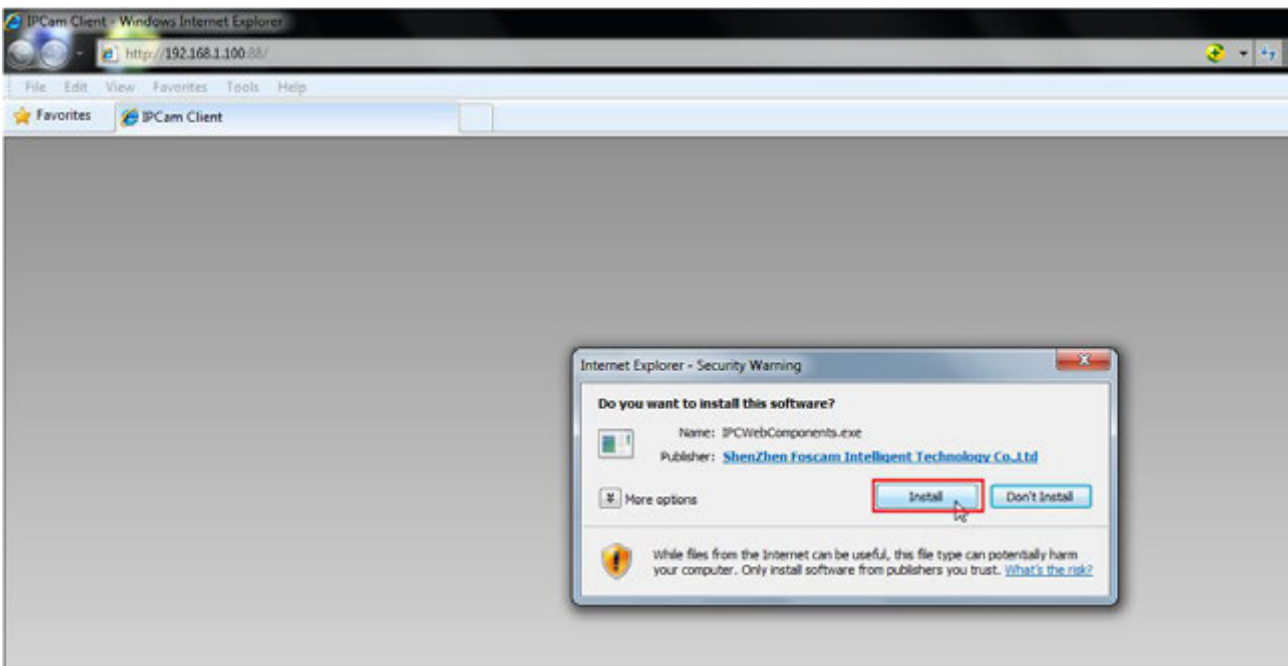 IPCam Client - Windows Internet Explorer
http://192.168.1.100:88/
File Edit View Favorites Tools Help
Favorites
IPCam Client
Internet Explorer - Security Warning
Do you want to install this software?
Name: IPCWebComponents.exe
Publisher: ShenZhen Foscam Intelligent Technology Co.,Ltd
More options
Install
Don't Install
While files from the Internet can be useful, this file type can potentially harm
your computer. Only install software from publishers you trust. What's the risk?